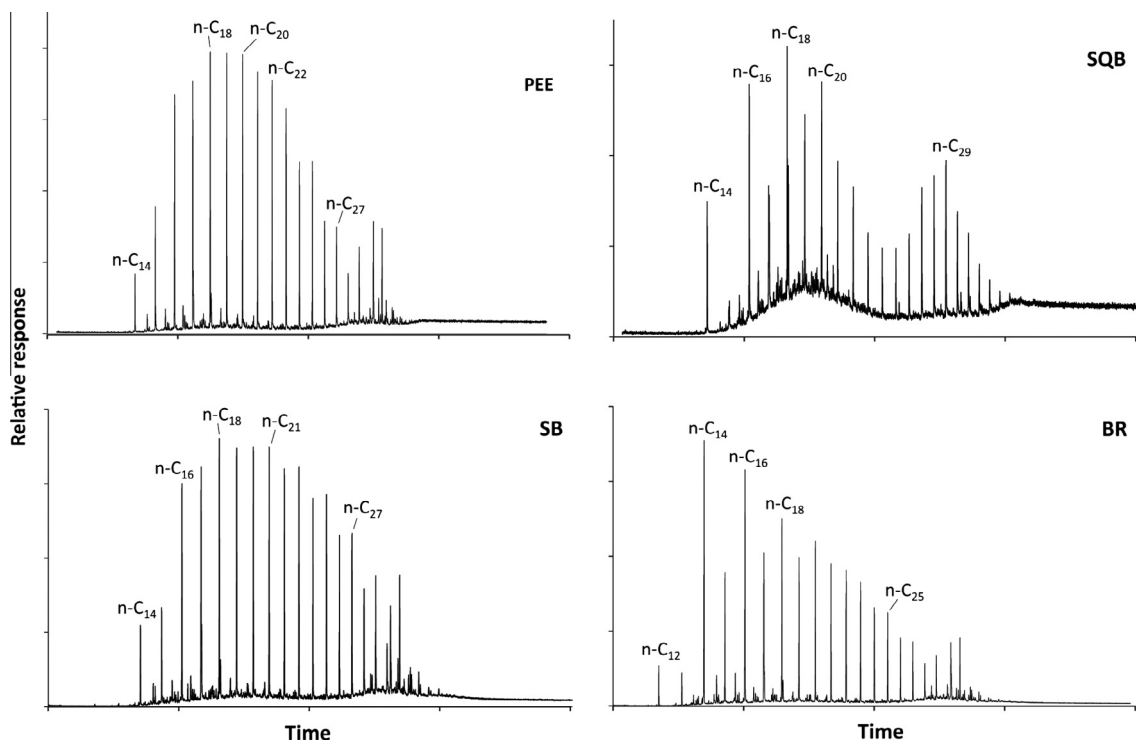 n-C18
n-C20
n-C22
PEE
n-C14
n-C27
n-C18
SQB
n-C16
n-C20
n-C14
n-C29
Relative response
n-C18
n-C21
SB
n-C16
n-C27
n-C14
Time
n-C14
BR
n-C16
n-C18
n-C25
n-C12
Time